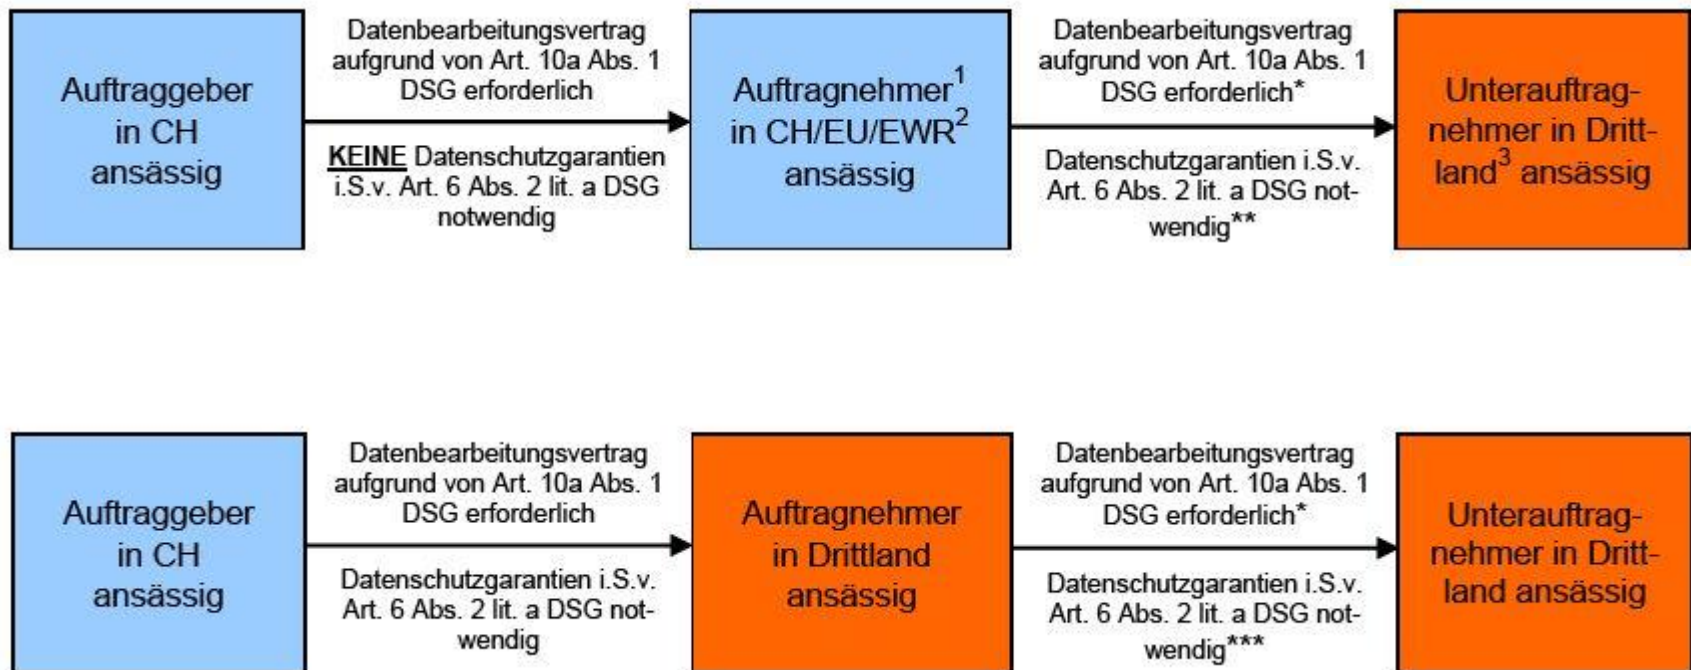 Auftraggeber
in CH
ansässig
Datenbearbeitungsvertrag
aufgrund von Art. 10a Abs. 1
DSG erforderlich
KEINE Datenschutzgarantien
i.S.v. Art. 6 Abs. 2 lit. a DSG
notwendig
Auftragnehmer¹
in CH/EU/EWR²
ansässig
Datenbearbeitungsvertrag
aufgrund von Art. 10a Abs. 1
DSG erforderlich*
Datenschutzgarantien i.S.v.
Art. 6 Abs. 2 lit. a DSG not-
wendig**
Unterauftrag-
nehmer in Dritt-
land³ ansässig
Auftraggeber
in CH
ansässig
Datenbearbeitungsvertrag
aufgrund von Art. 10a Abs. 1
DSG erforderlich
Datenschutzgarantien i.S.v.
Art. 6 Abs. 2 lit. a DSG not-
wendig
Auftragnehmer
in Drittland
ansässig
Datenbearbeitungsvertrag
aufgrund von Art. 10a Abs. 1
DSG erforderlich*
Datenschutzgarantien i.S.v.
Art. 6 Abs. 2 lit. a DSG not-
wendig***
Unterauftrag-
nehmer in Dritt-
land ansässig